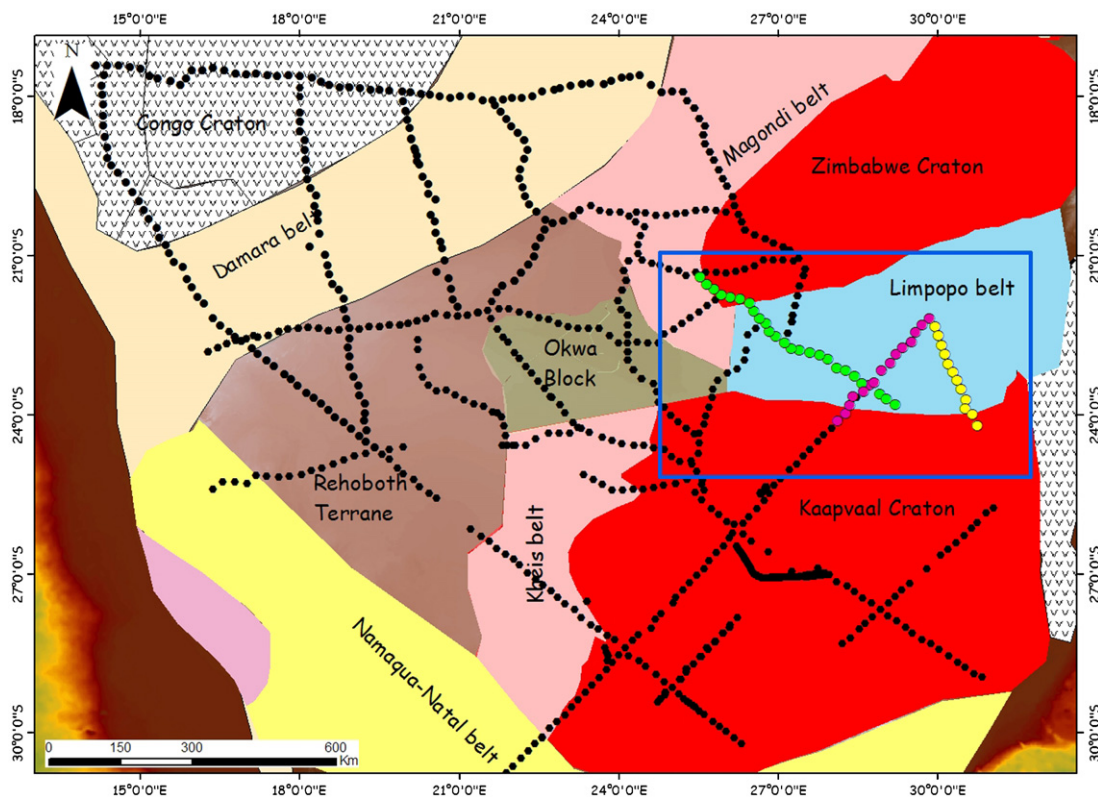 15°0'0"E 18°0'0"E 21°0'0"E 24°0'0"E 27°0'0"E 30°0'0"E
N
18°0'0"S
18°0'0"S
Congo Craton
Magondi belt
Zimbabwe Craton
Damara belt
21°0'0"S
21°0'0"S
Limpopo belt
Okwa
Block
24°0'0"S
24°0'0"S
Rehoboth
Terrane
Kaapvaal Craton
Kheis belt
27°0'0"S
27°0'0"S
Namaqua-Natal belt
30°0'0"S
30°0'0"S
0 150 300 600
Km
15°0'0"E 18°0'0"E 21°0'0"E 24°0'0"E 27°0'0"E 30°0'0"E